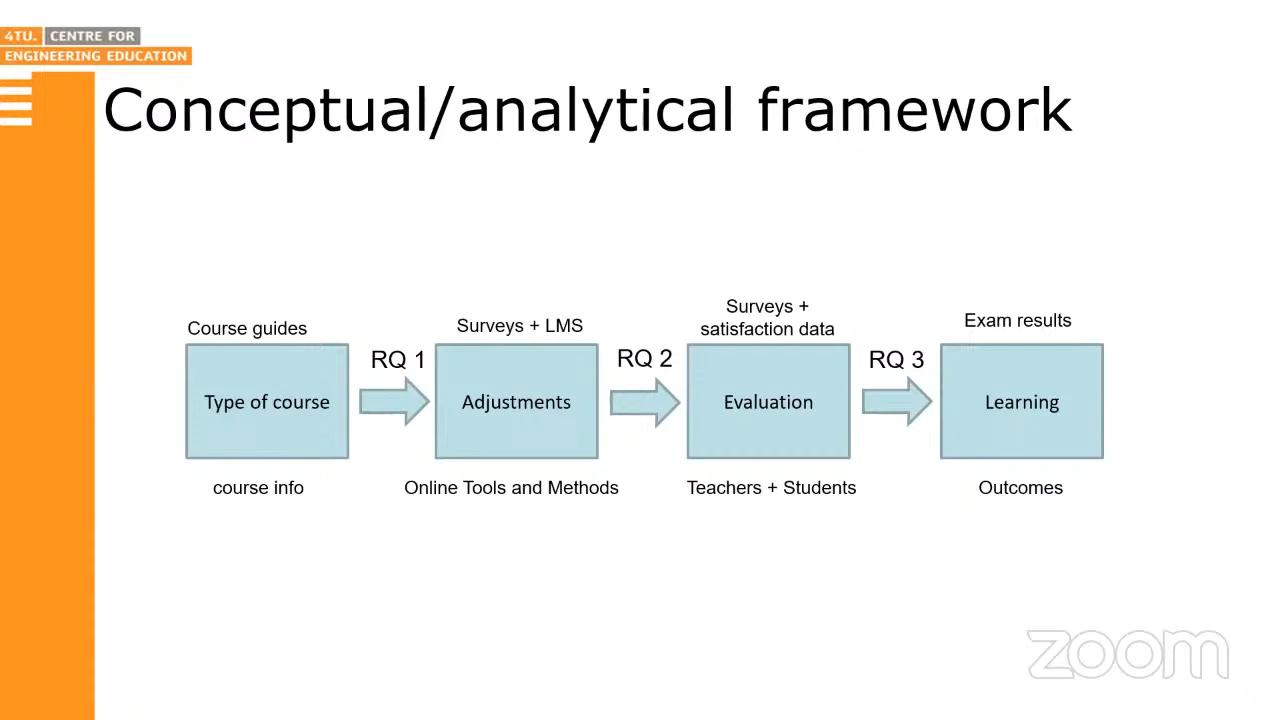 4TU. CENTRE FOR
ENGINEERING EDUCATION
Conceptual/analytical framework
Course guides
Surveys + LMS
Surveys +
satisfaction data
Exam results
RQ 1
RQ 2
RQ 3
Type of course
Adjustments
Evaluation
Learning
course info
Online Tools and Methods
Teachers + Students
Outcomes
zoom